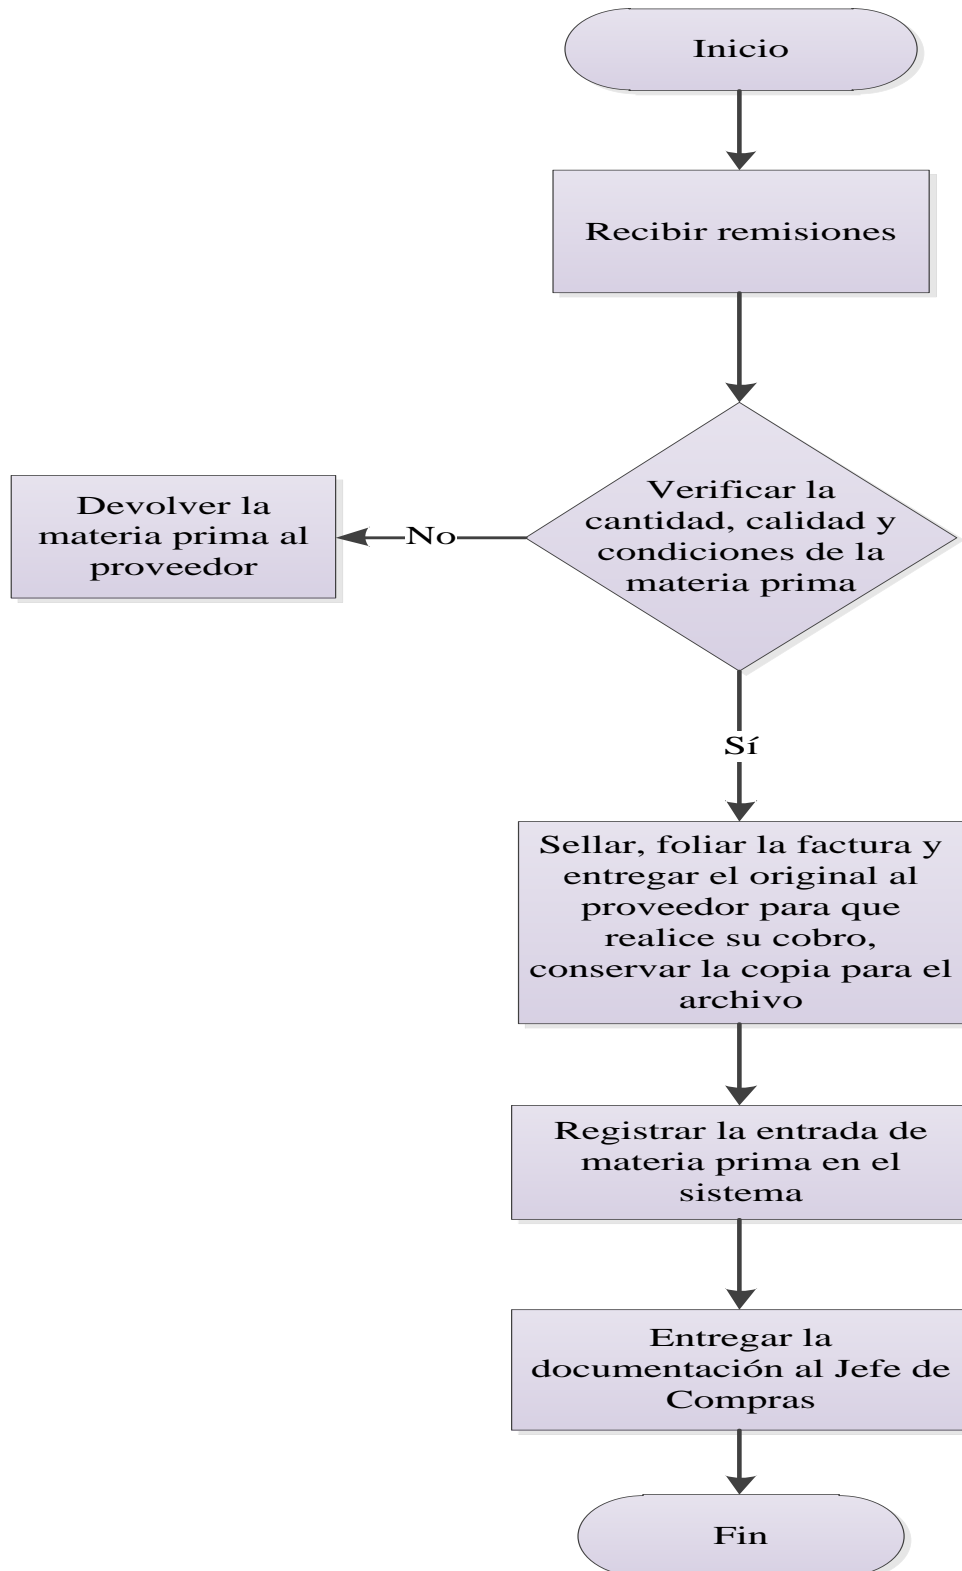 Inicio
Recibir remisiones
Verificar la
cantidad, calidad y
condiciones de la
materia prima
No
Devolver la
materia prima al
proveedor
Sí
Sellar, foliar la factura y
entregar el original al
proveedor para que
realice su cobro,
conservar la copia para el
archivo
Registrar la entrada de
materia prima en el
sistema
Entregar la
documentación al Jefe de
Compras
Fin